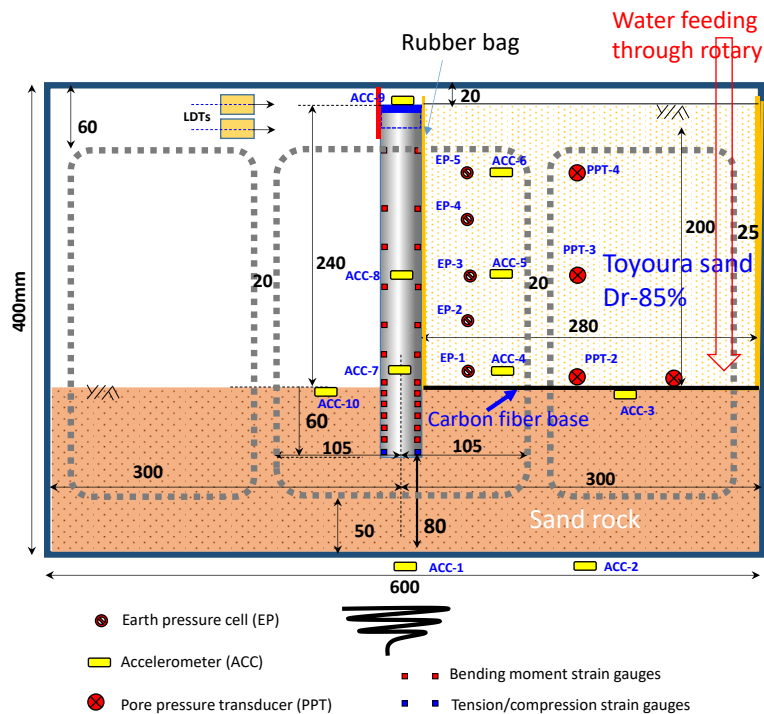 Water feeding
through rotary
Rubber bag
ACC-9
20
LDTs
60
EP-5
ACC-6
PPT-4
EP-4
200
25
400mm
240
ACC-8
20
EP-3
ACC-5
20
PPT-3
Toyoura sand
Dr-85%
EP-2
280
EP-1
ACC-4
PPT-2
ACC-7
ACC-10
60
Carbon fiber base
ACC-3
105
105
300
300
50
80
Sand rock
ACC-1
ACC-2
600
Earth pressure cell (EP)
Accelerometer (ACC)
Bending moment strain gauges
Pore pressure transducer (PPT)
Tension/compression strain gauges